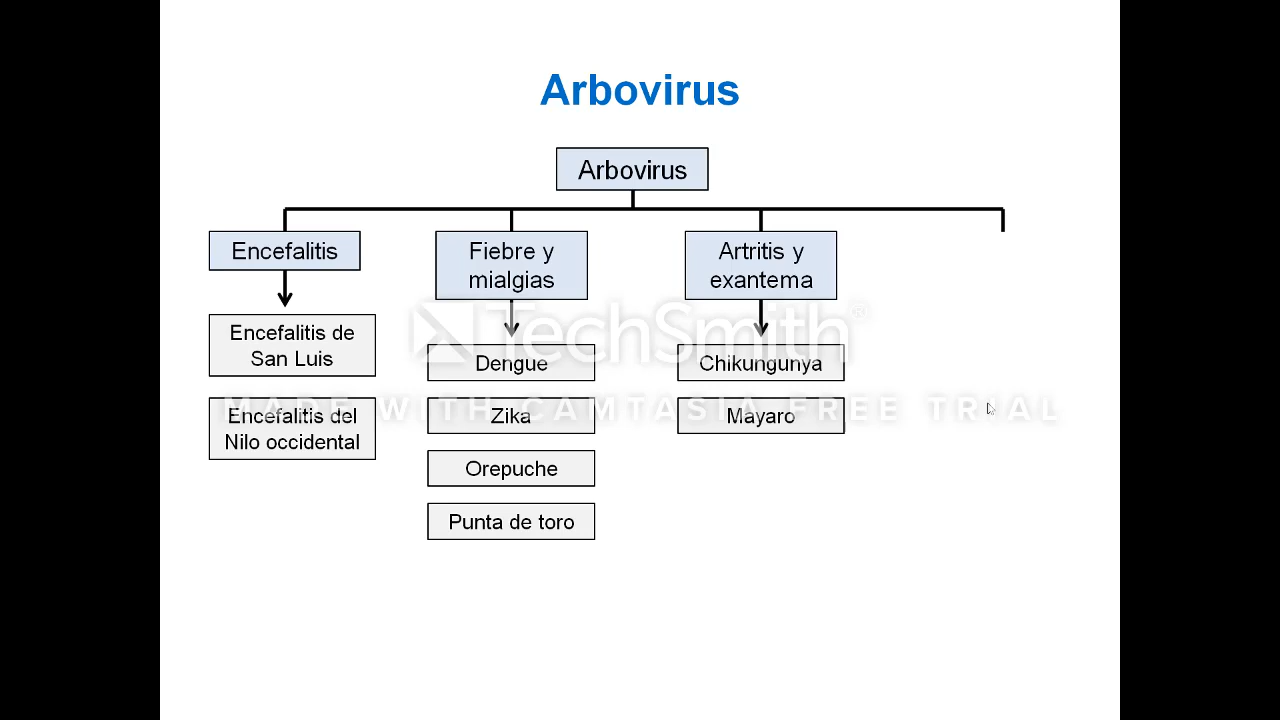 Arbovirus
Arbovirus
Encefalitis
Fiebre y
mialgias
Artritis y
exantema
Encefalitis de
San Luis
Encefalitis del
Nilo occidental
Dengue
Zika
Orepuche
Punta de toro
Chikungunya
Mayaro
TechSmith®
MADE WITH CAMTASIA FREE TRIAL